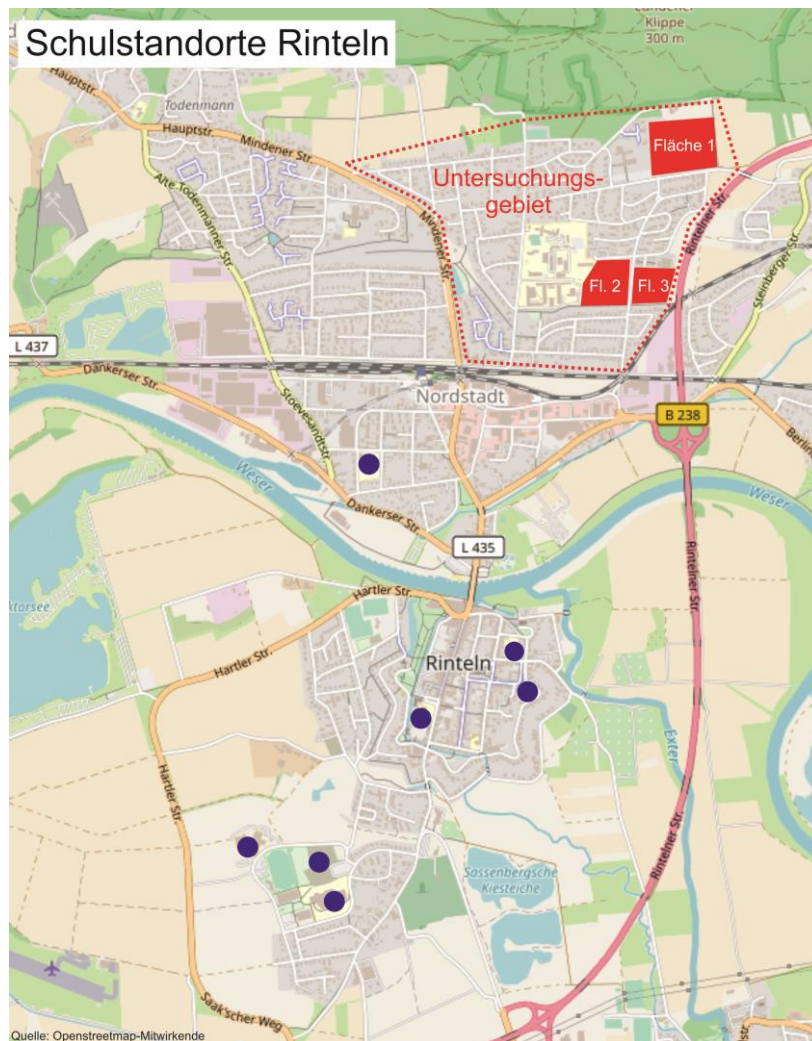 Schulstandorte Rinteln
Klippe
300 m
Hauptstr.
Todenmann
Hauptstr.
Mindener Str.
Fläche 1
Untersuchungs-
gebiet
Alte Todenmanner Str.
Mindener Str.
Rintelner Str.
Steinberger Str.
Fl. 2
Fl. 3
L 437
Dankerser Str.
Nordstadt
B 238
Stoevesandtstr.
Weser
Dankerser Str.
Weser
L 435
Rintelner Str.
Hartler Str.
Hartler Str.
Rinteln
Exter
Hartler Str
Rintelner Str.
Sassenbergsche
Kiesteiche
Saak'scher Weg
Quelle: Openstreetmap-Mitwirkende